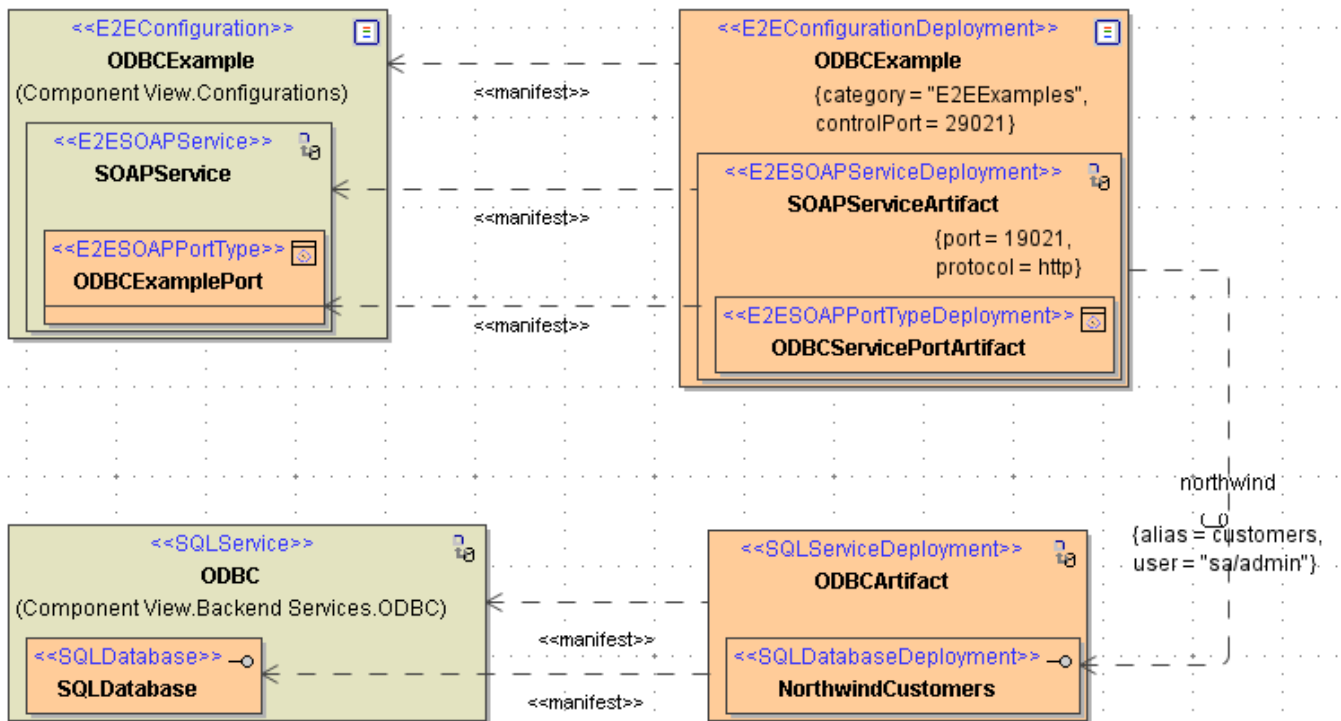 <<E2EConfiguration>>
ODBCExample
(Component View.Configurations)
<<E2ESOAPService>>
SOAPService
<<E2ESOAPPortType>>
ODBCExamplePort
<<manifest>>
<<manifest>>
<<manifest>>
<<E2EConfigurationDeployment>>
ODBCExample
{category = "E2EExamples",
controlPort = 29021}
<<E2ESOAPServiceDeployment>>
SOAPServiceArtifact
{port = 19021,
protocol = http}
<<E2ESOAPPortTypeDeployment>>
ODBCServicePortArtifact
northwind
{alias = customers,
user = "sa/admin"}
<<SQLService>>
ODBC
(Component View.Backend Services.ODBC)
<<SQLDatabase>>
SQLDatabase
<<manifest>>
<<manifest>>
<<SQLServiceDeployment>>
ODBCArtifact
<<SQLDatabaseDeployment>>
NorthwindCustomers